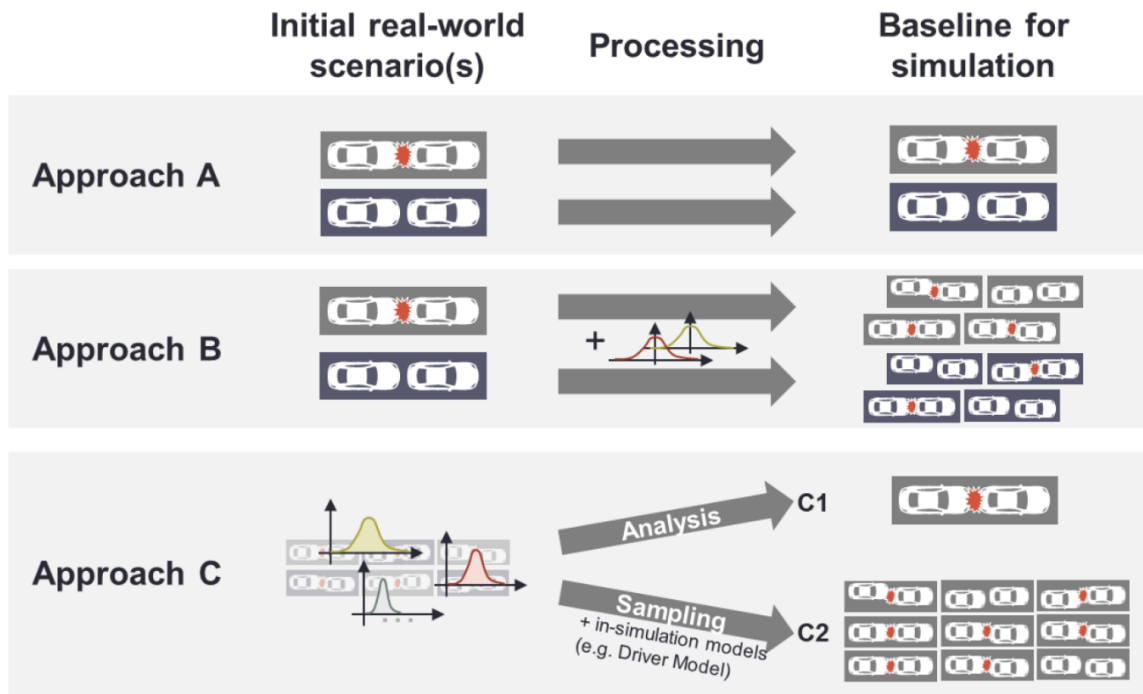 Initial real-world
scenario(s)
Processing
Baseline for
simulation
Approach A
Approach B
+
Approach C
Analysis
C1
Sampling
+ in-simulation models
(e.g. Driver Model)
C2